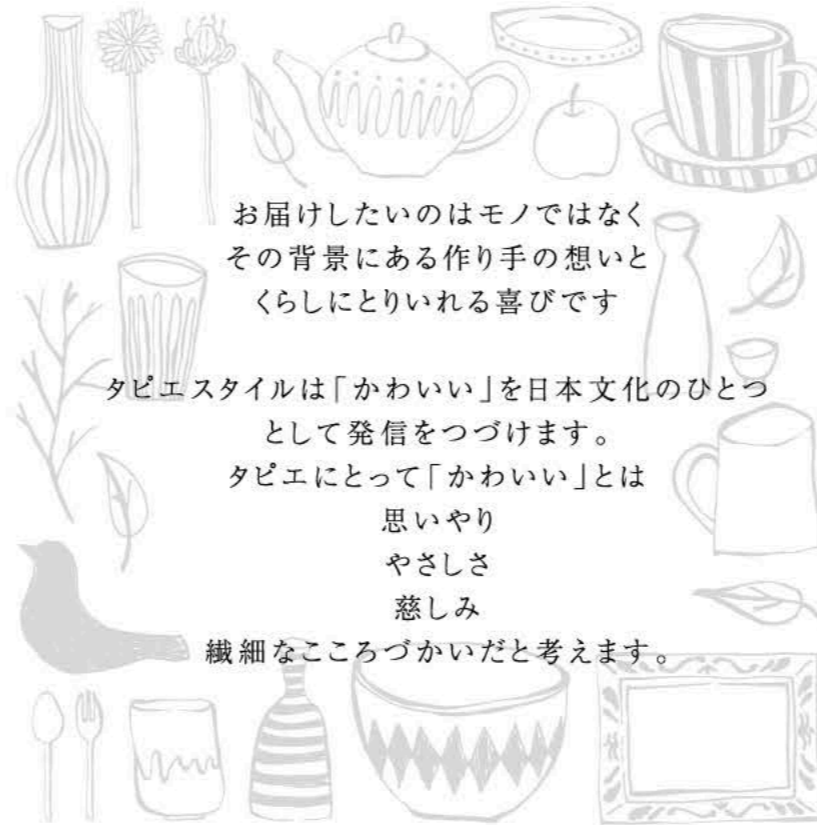 お届けしたいのはモノではなく
その背景にある作り手の想いと
くらしにとりいれる喜びです
タピエスタイルは「かわいい」を日本文化のひとつ
として発信をつづけます。
タピエにとって「かわいい」とは
思いやり
やさしさ
慈しみ
繊細なこころづかいだと考えます。